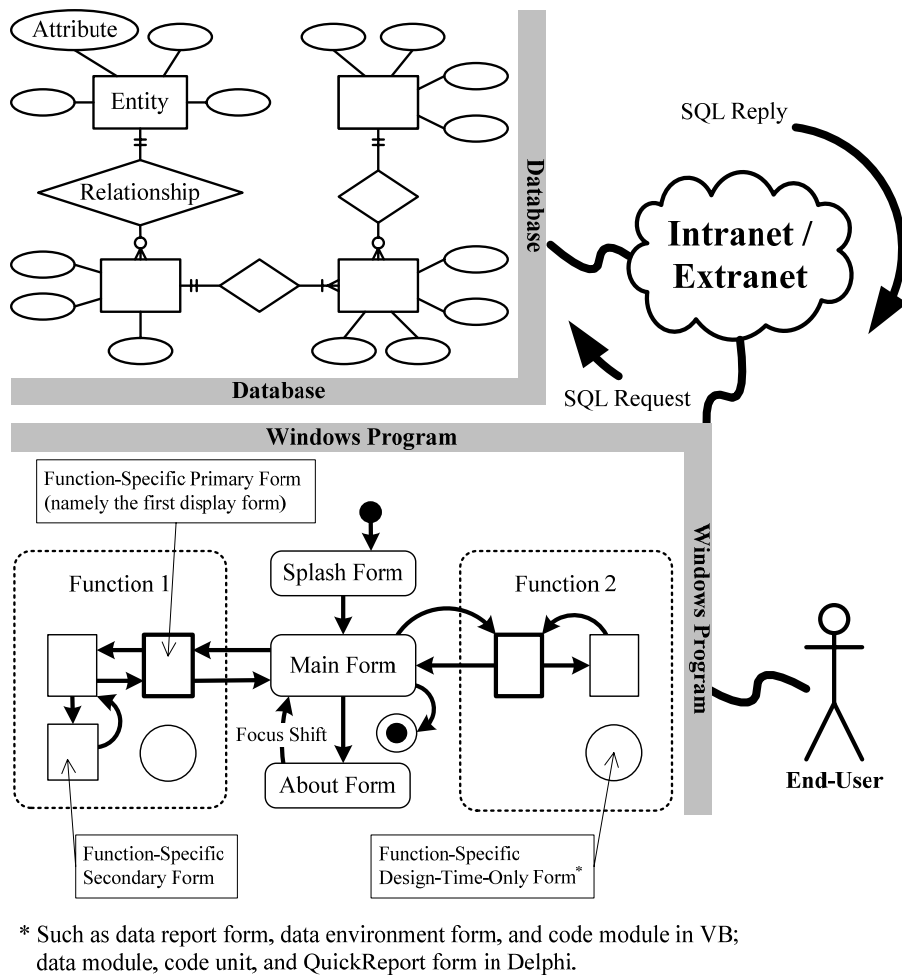 Attribute
Entity
Relationship
Database
Database
SQL Reply
Intranet /
Extranet
SQL Request
Windows Program
Windows Program
Function-Specific Primary Form
(namely the first display form)
Function 1
Splash Form
Function 2
Main Form
Focus Shift
About Form
End-User
Function-Specific
Secondary Form
Function-Specific
Design-Time-Only Form*
* Such as data report form, data environment form, and code module in VB;
data module, code unit, and QuickReport form in Delphi.